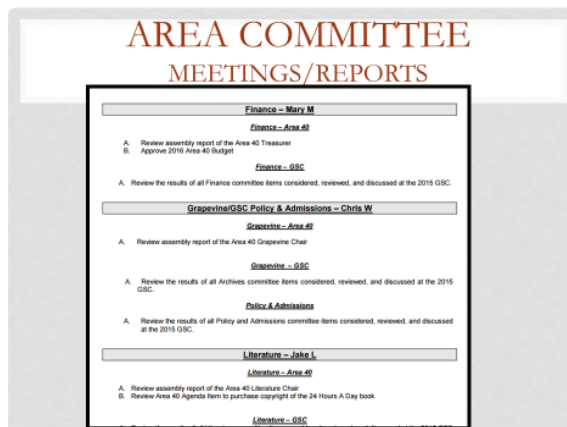 AREA COMMITTEE
MEETINGS/REPORTS
Finance – Mary M
Finance – Area 40
A. Review assembly report of the Area 40 Treasurer
B. Approve 2016 Area 40 Budget
Finance – GSC
A. Review the results of all Finance committee items considered, reviewed, and discussed at the 2015 GSC.
Grapevine/GSC Policy & Admissions – Chris W
Grapevine – Area 40
A. Review assembly report of the Area 40 Grapevine Chair
Grapevine – GSC
A. Review the results of all Archives committee items considered, reviewed, and discussed at the 2015
GSC.
Policy & Admissions
A. Review the results of all Policy and Admissions committee items considered, reviewed, and discussed
at the 2015 GSC.
Literature – Jake L
Literature – Area 40
A. Review assembly report of the Area 40 Literature Chair
B. Review Area 40 Agenda Item to purchase copyright of the 24 Hours A Day book
Literature – GSC